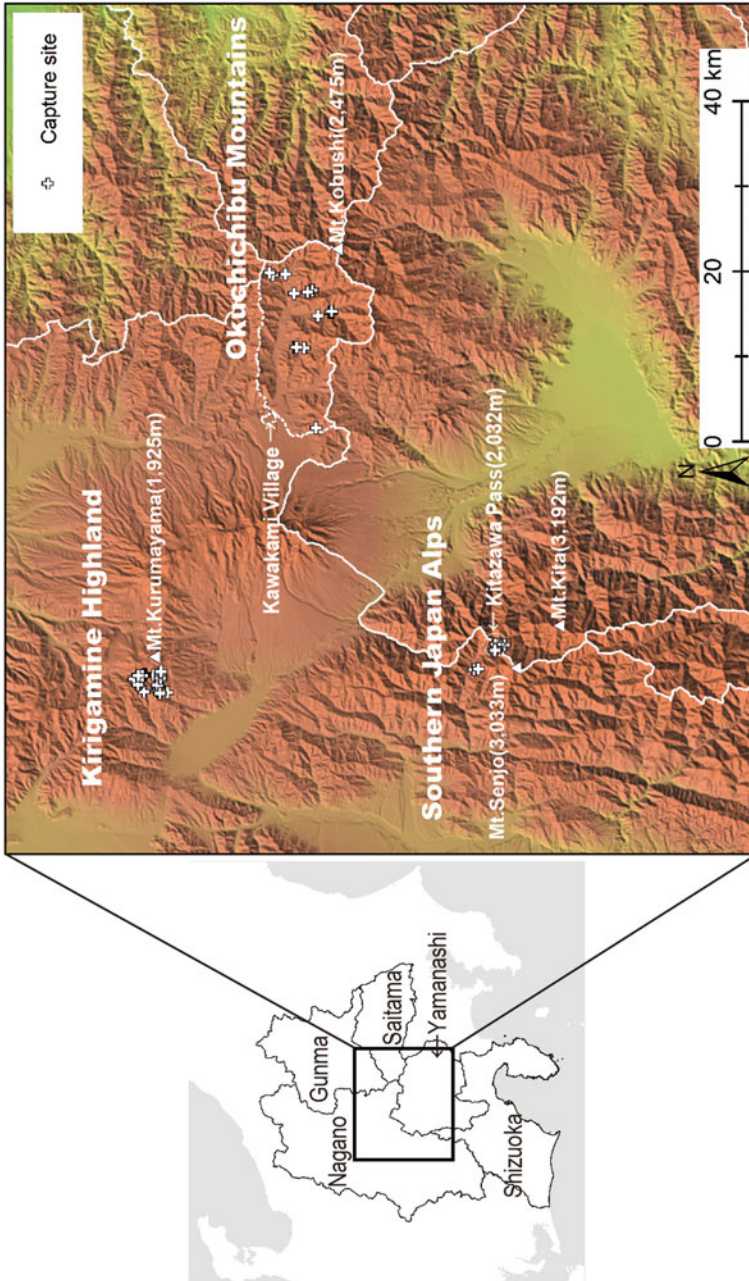 Capture site
Kirigamine Highland
Mt.Kurumayama(1,925m)
Okuchichibu Mountains
Mt.Kobushi(2,475m)
Kawakami Village
Southern Japan Alps
Kitazawa Pass(2,032m)
Mt.Senjo(3,033m)
Mt.Kita(3,192m)
N
0 20 40 km
Gunma
Nagano
Saitama
Yamanashi
Shizuoka